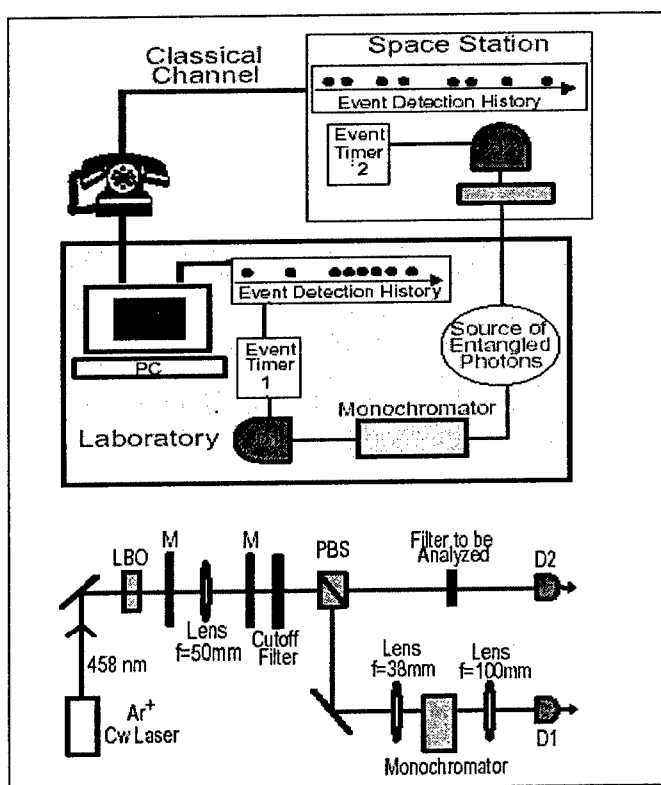 Space Station
Classical
Channel
Event Detection History
Event
Timer
2
Event Detection History
Source of
Entangled
Photons
PC
Event
Timer
1
Monochromator
Laboratory
LBO
M
M
PBS
Filter to be
Analyzed
D2
Lens
f=50mm
Cutoff
Filter
Lens
f=38mm
Lens
f=100mm
458 nm
Ar+
Cw Laser
Monochromator
D1